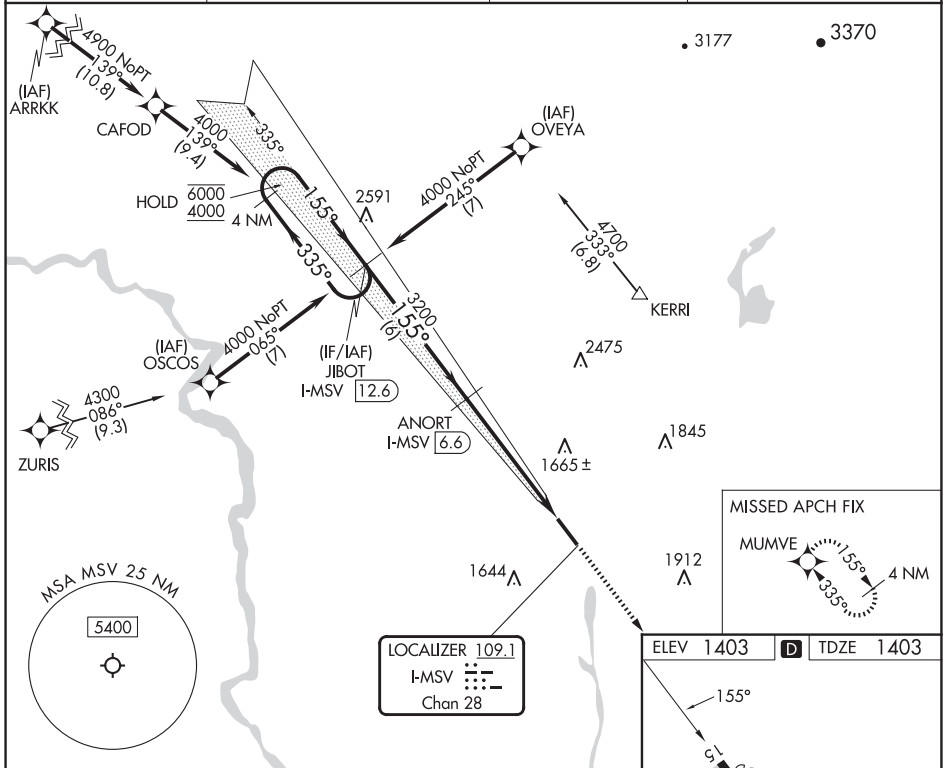 4900 NoPT
139°
(10.8)
(IAF)
ARRKK
CAFOD
4000
139°
(9.4)
335°
3177
3370
(IAF)
OVEYA
4000 NoPT
245°
(7)
HOLD
6000
4000
4 NM
155°
335°
2591
4700
333°
(6.8)
KERRI
3200
155°
(6)
(IAF)
OSCOS
4000 NoPT
065°
(7)
(IF/IAF)
JIBOT
I-MSV 12.6
2475
4300
086°
(9.3)
ZURIS
ANORT
I-MSV 6.6
1845
1665 ±
MISSED APCH FIX
MUMVE
155°
335°
4 NM
MSA MSV 25 NM
5400
1644
1912
LOCALIZER 109.1
I-MSV
Chan 28
ELEV 1403 D TDZE 1403
155°
15